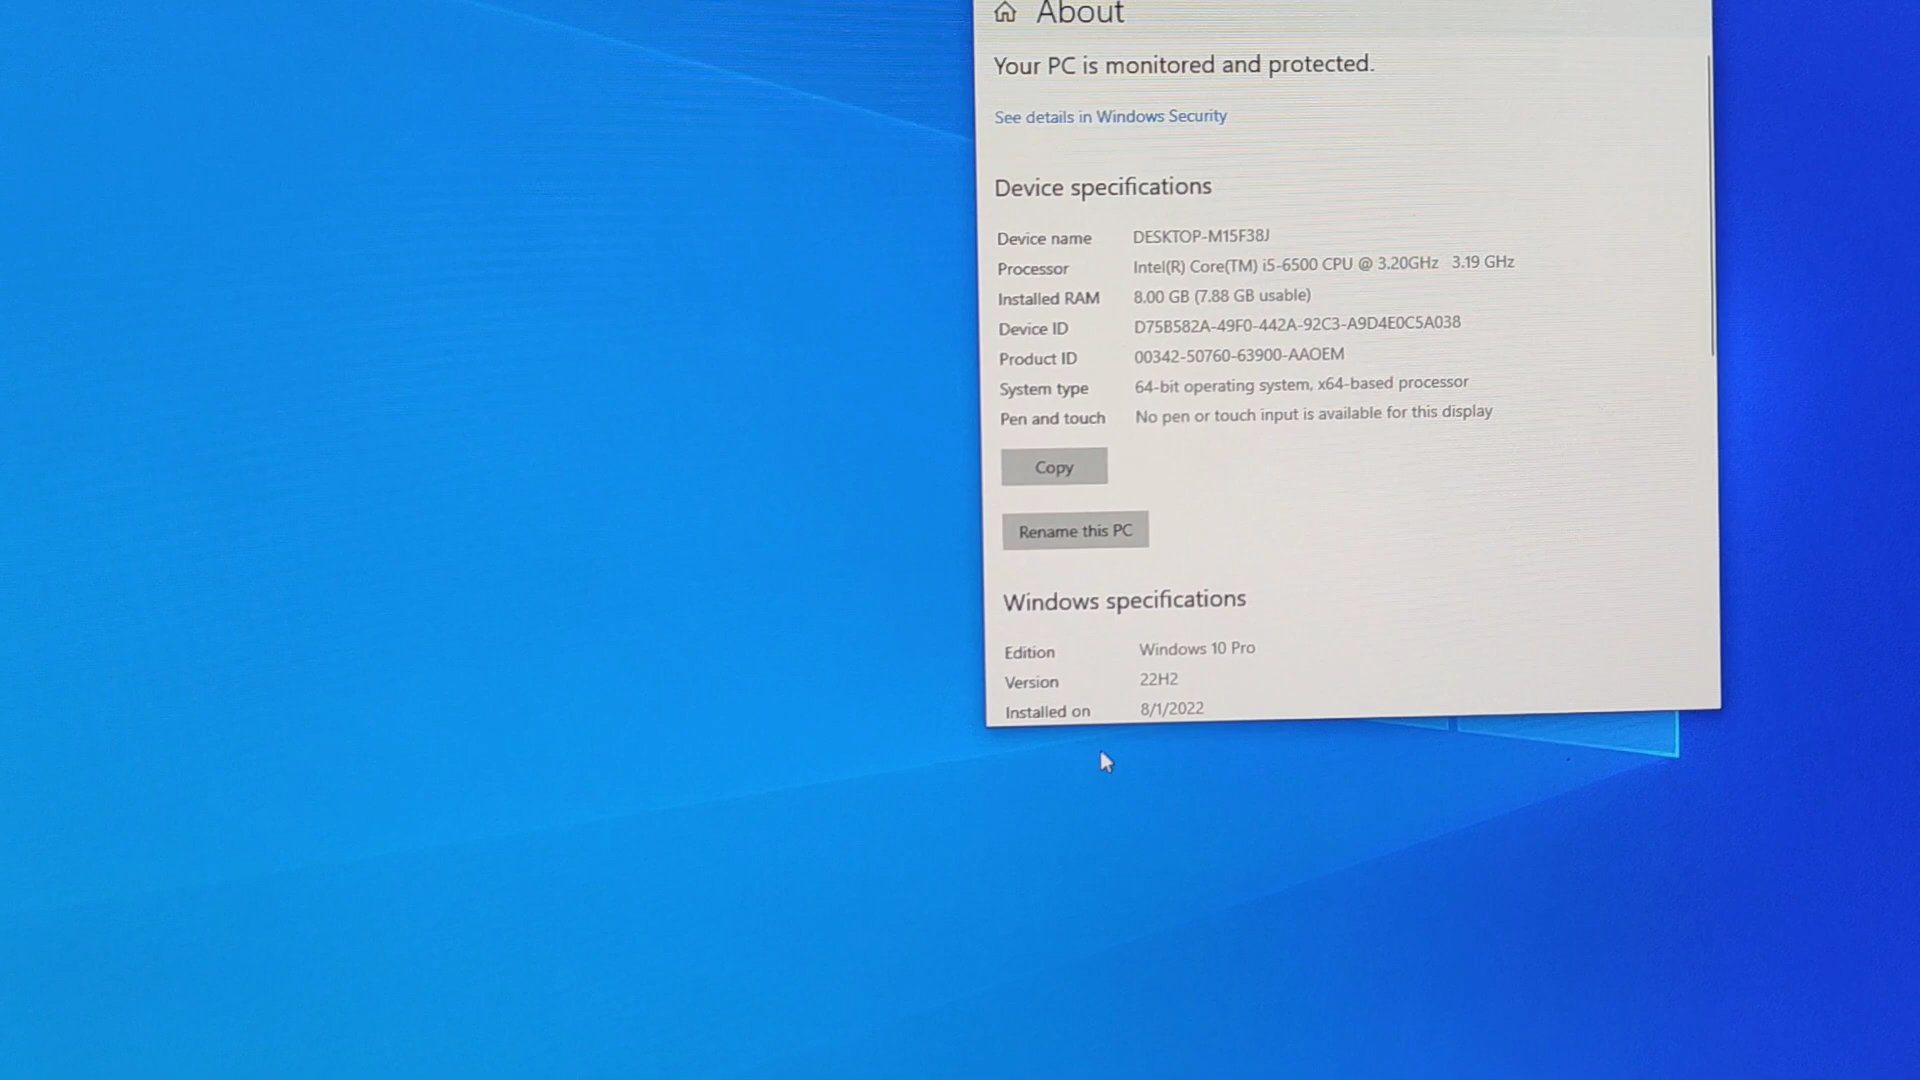 About
Your PC is monitored and protected.
See details in Windows Security
Device specifications
Device name DESKTOP-M15F38J
Processor Intel(R) Core(TM) i5-6500 CPU @ 3.20GHz 3.19 GHz
Installed RAM 8.00 GB (7.88 GB usable)
Device ID D75B582A-49F0-442A-92C3-A9D4E0C5A038
Product ID 00342-50760-63900-AAOEM
System type 64-bit operating system, x64-based processor
Pen and touch No pen or touch input is available for this display
Copy
Rename this PC
Windows specifications
Edition Windows 10 Pro
Version 22H2
Installed on 8/1/2022